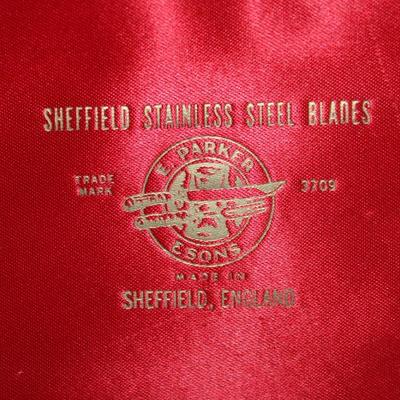 SHEFFIELD STAINLESS STEEL BLADES
E. PARKER
TRADE
MARK
3709
& SONS
MADE IN
SHEFFIELD., ENGLAND